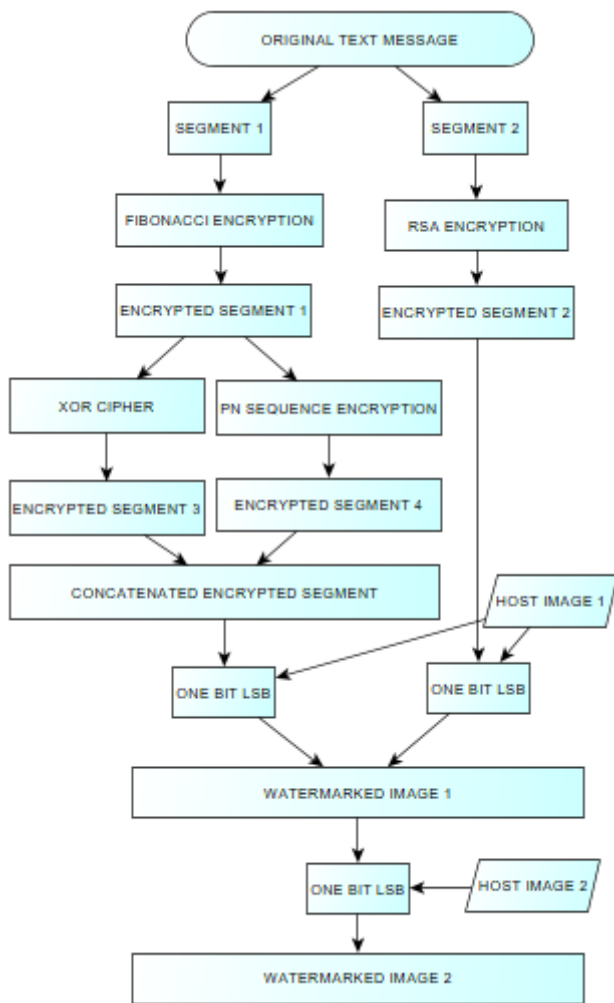 ORIGINAL TEXT MESSAGE
SEGMENT 1
SEGMENT 2
FIBONACCI ENCRYPTION
RSA ENCRYPTION
ENCRYPTED SEGMENT 1
ENCRYPTED SEGMENT 2
XOR CIPHER
PN SEQUENCE ENCRYPTION
ENCRYPTED SEGMENT 3
ENCRYPTED SEGMENT 4
CONCATENATED ENCRYPTED SEGMENT
HOST IMAGE 1
ONE BIT LSB
ONE BIT LSB
WATERMARKED IMAGE 1
ONE BIT LSB
HOST IMAGE 2
WATERMARKED IMAGE 2